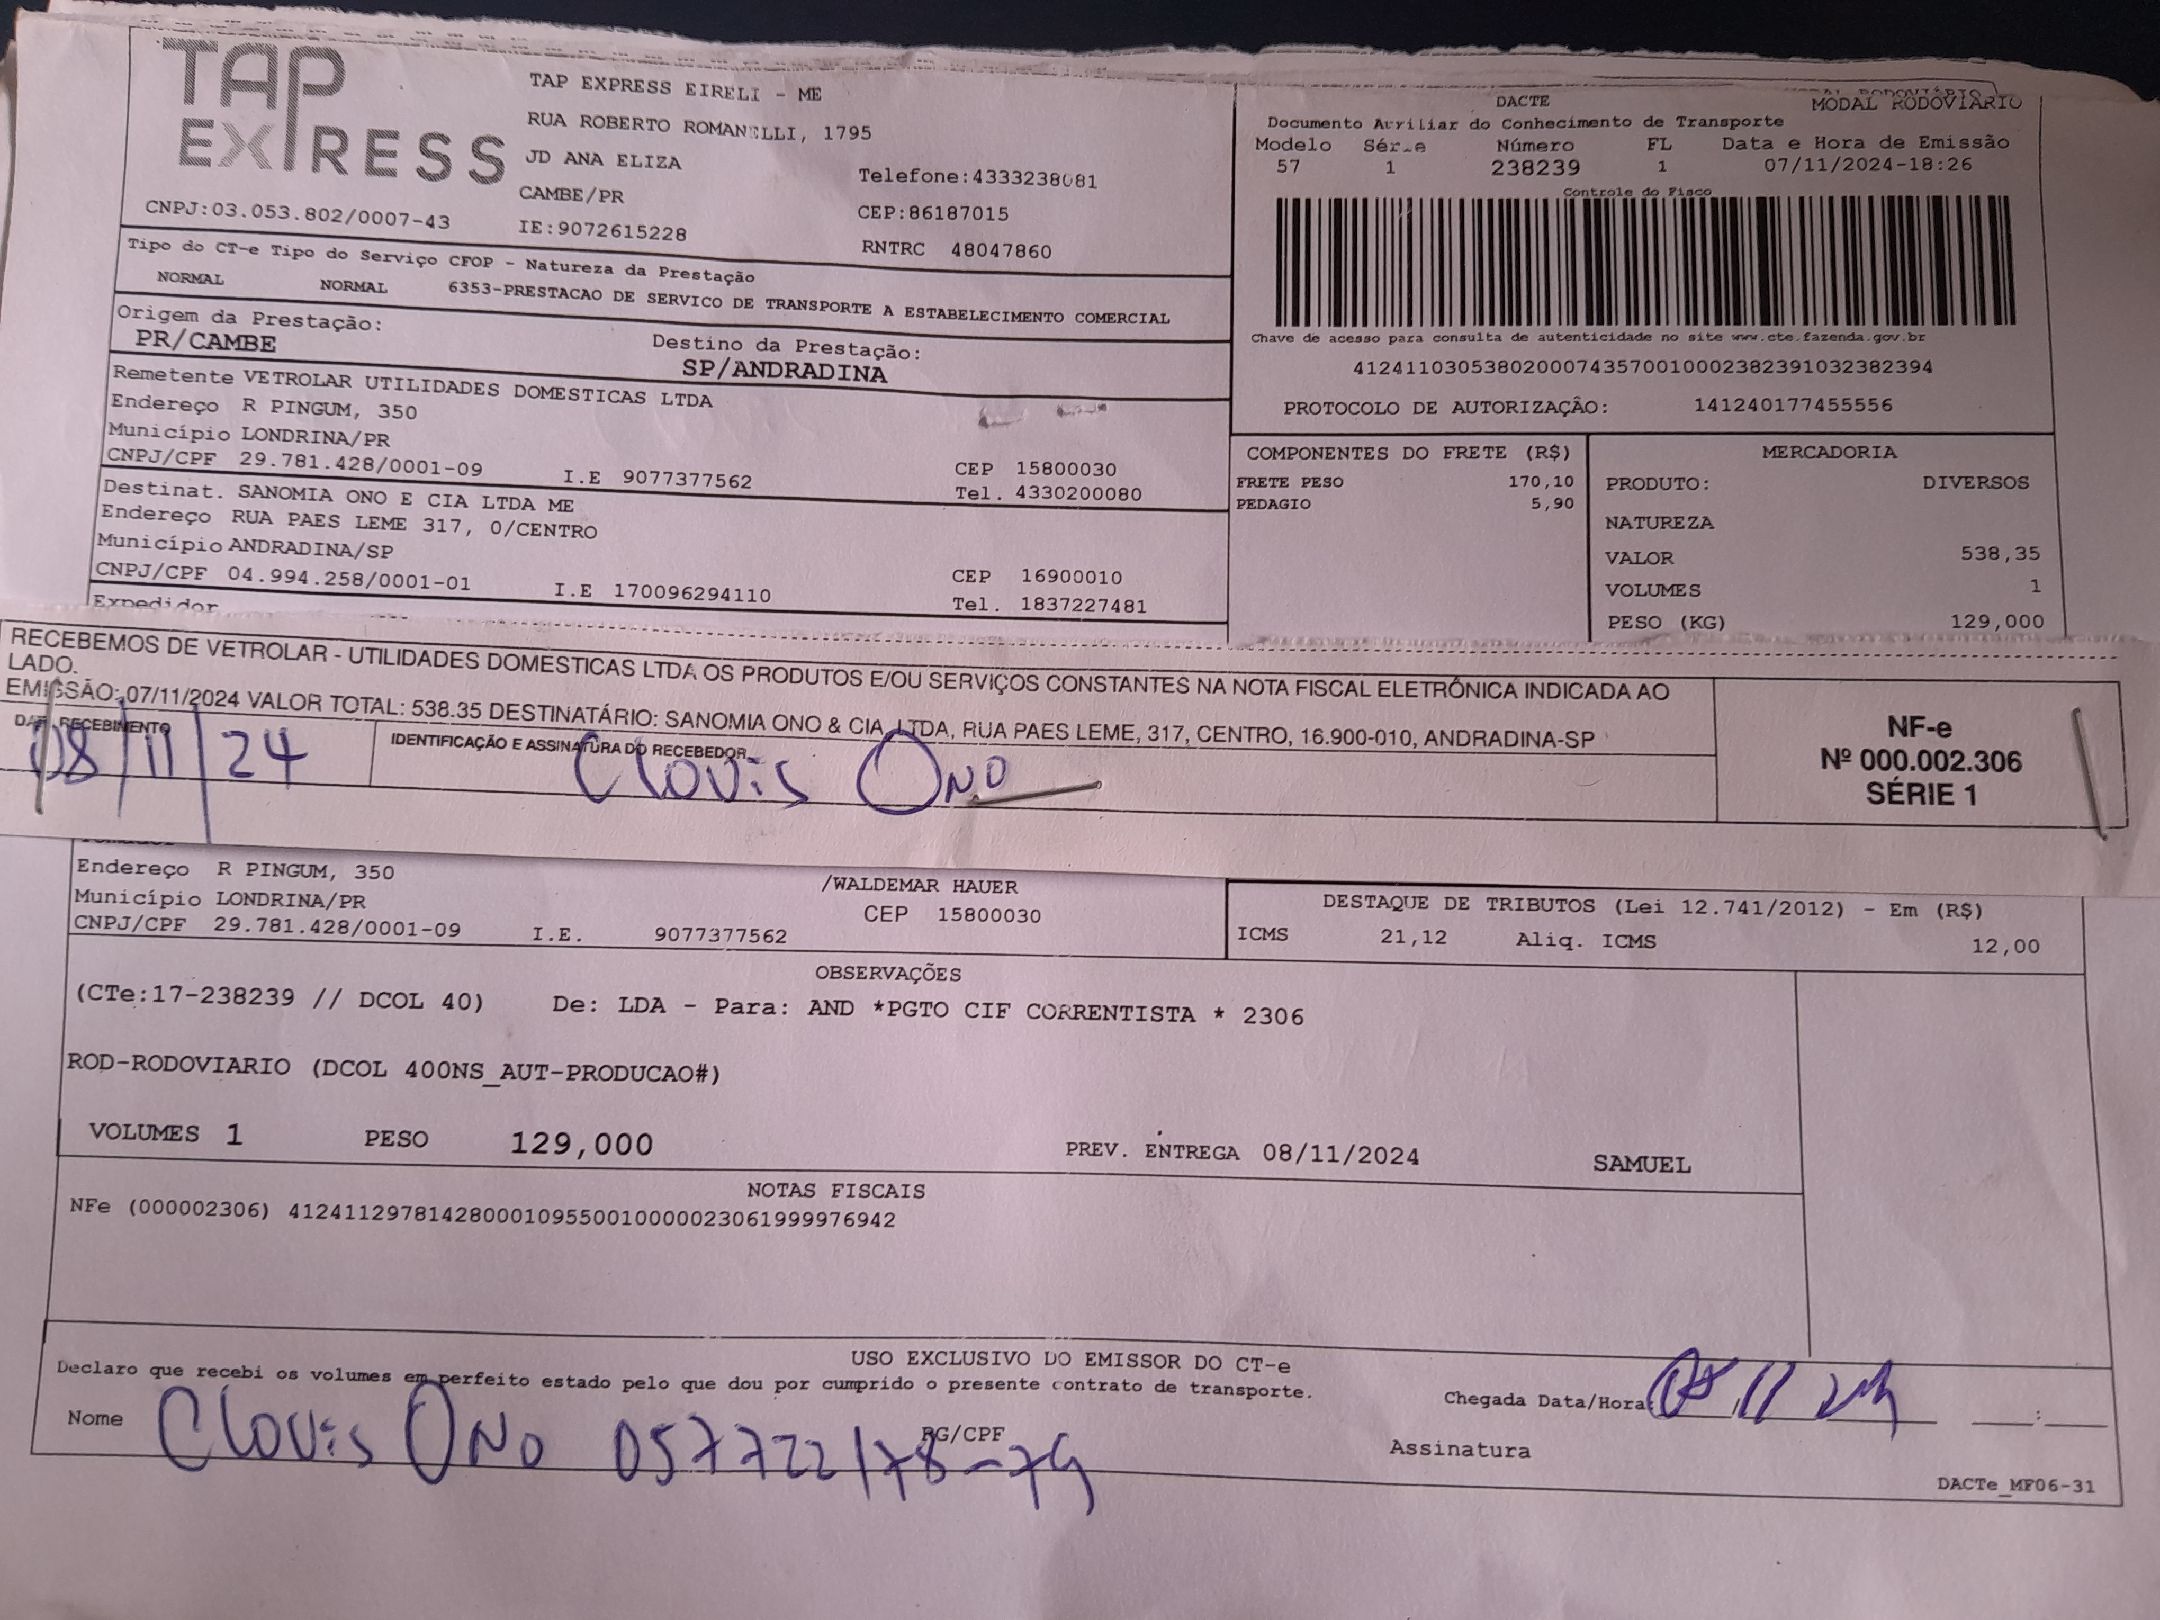 TAP EXPRESS
TAP EXPRESS EIRELI - ME
RUA ROBERTO ROMANELLI, 1795
JD ANA ELIZA
Telefone:4333238081
CAMBE/PR
CEP:86187015
CNPJ:03.053.802/0007-43
IE:9072615228
RNTRC 48047860
DACTE MODAL RODOVIARIO
Documento Auxiliar do Conhecimento de Transporte
Modelo Série Número FL Data e Hora de Emissão
57 1 238239 1 07/11/2024-18:26
Controle do Fisco
Chave de acesso para consulta de autenticidade no site www.cte.fazenda.gov.br
41241103053802000743570010002382391032382394
PROTOCOLO DE AUTORIZAÇÂO: 141240177455556
Tipo do CT-e Tipo do Serviço CFOP - Natureza da Prestação
NORMAL NORMAL 6353-PRESTACAO DE SERVICO DE TRANSPORTE A ESTABELECIMENTO COMERCIAL
Origem da Prestação: Destino da Prestação:
PR/CAMBE SP/ANDRADINA
Remetente VETROLAR UTILIDADES DOMESTICAS LTDA
Endereço R PINGUM, 350
Município LONDRINA/PR CEP 15800030
CNPJ/CPF 29.781.428/0001-09 I.E 9077377562 Tel. 4330200080
Destinat. SANOMIA ONO E CIA LTDA ME
Endereço RUA PAES LEME 317, 0/CENTRO
Município ANDRADINA/SP CEP 16900010
CNPJ/CPF 04.994.258/0001-01 I.E 170096294110 Tel. 1837227481
Expedidor
COMPONENTES DO FRETE (R$)
FRETE PESO 170,10
PEDAGIO 5,90
MERCADORIA
PRODUTO: DIVERSOS
NATUREZA
VALOR 538,35
VOLUMES 1
PESO (KG) 129,000
RECEBEMOS DE VETROLAR - UTILIDADES DOMESTICAS LTDA OS PRODUTOS E/OU SERVIÇOS CONSTANTES NA NOTA FISCAL ELETRÔNICA INDICADA AO
LADO.
EMISSÃO: 07/11/2024 VALOR TOTAL: 538.35 DESTINATÁRIO: SANOMIA ONO & CIA LTDA, RUA PAES LEME, 317, CENTRO, 16.900-010, ANDRADINA-SP
RECEBIMENTO IDENTIFICAÇÃO E ASSINATURA DO RECEBEDOR
08/11/24 Clovis Ono
NF-e
Nº 000.002.306
SÉRIE 1
Endereço R PINGUM, 350 /WALDEMAR HAUER
Município LONDRINA/PR CEP 15800030
CNPJ/CPF 29.781.428/0001-09 I.E. 9077377562
DESTAQUE DE TRIBUTOS (Lei 12.741/2012) - Em (R$)
ICMS 21,12 Aliq. ICMS 12,00
OBSERVAÇÕES
(CTe:17-238239 // DCOL 40) De: LDA - Para: AND *PGTO CIF CORRENTISTA * 2306
ROD-RODOVIARIO (DCOL 400NS_AUT-PRODUCAO#)
VOLUMES 1 PESO 129,000 PREV. ENTREGA 08/11/2024 SAMUEL
NOTAS FISCAIS
NFe (000002306) 41241129781428000109550010000023061999976942
USO EXCLUSIVO DO EMISSOR DO CT-e
Declaro que recebi os volumes em perfeito estado pelo que dou por cumprido o presente contrato de transporte.
Chegada Data/Hora: 08 11 24
Nome Clovis Ono RG/CPF
Assinatura
DACTe_MF06-31